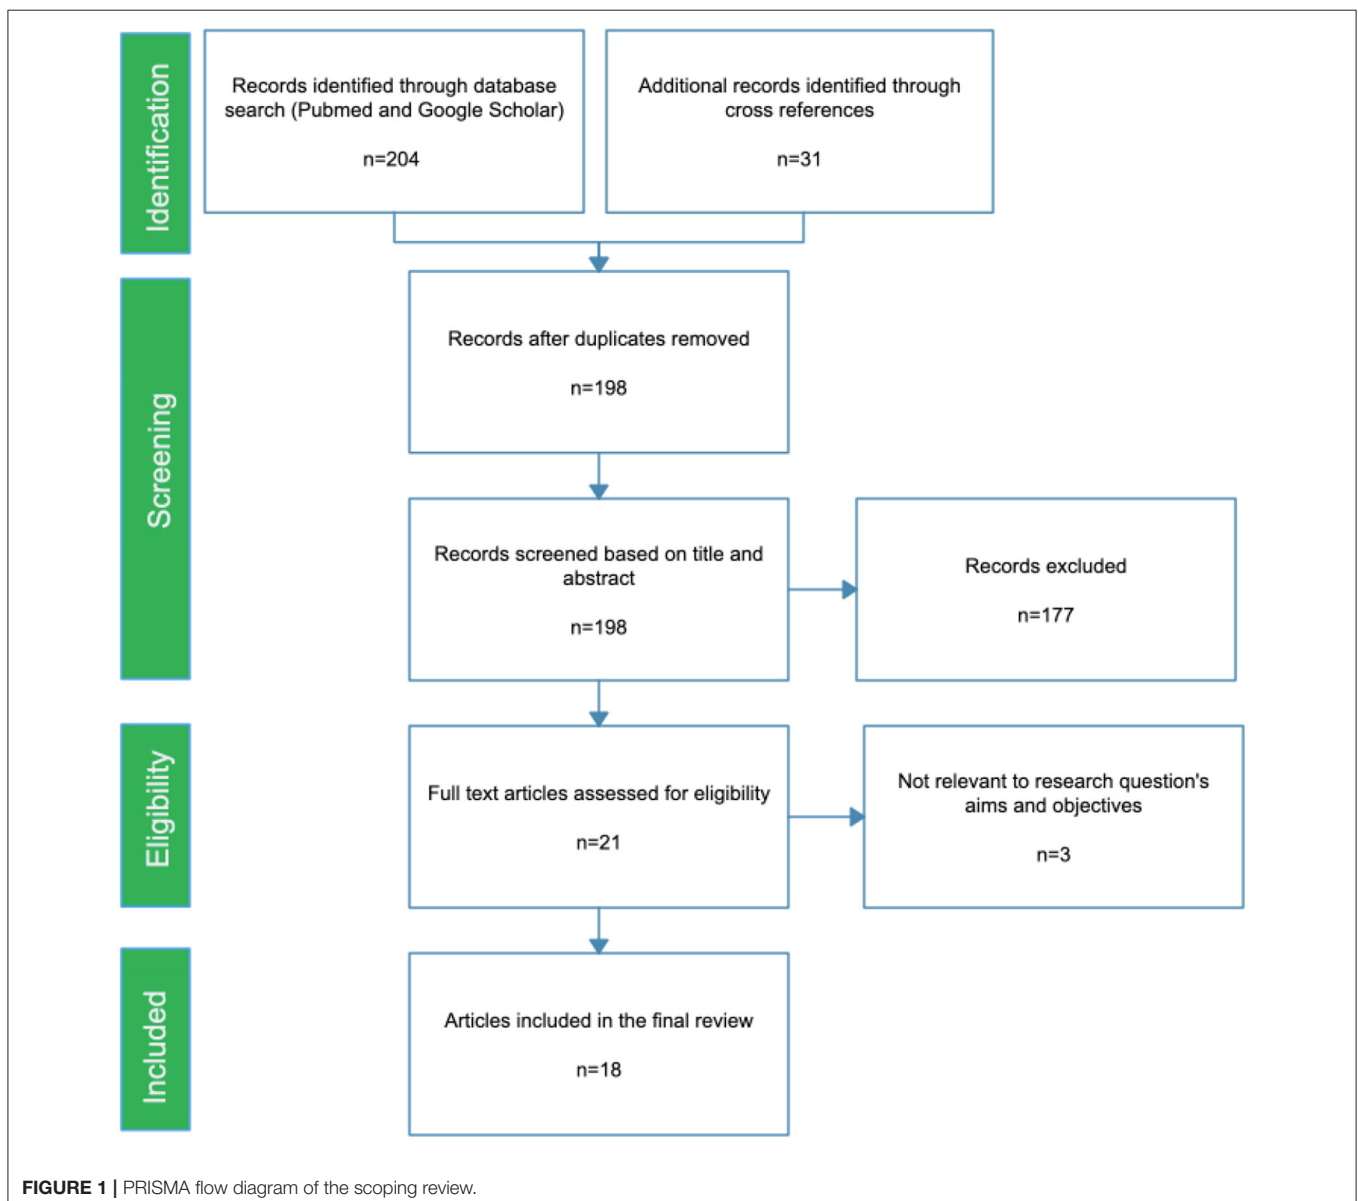 Identification
Records identified through database
search (Pubmed and Google Scholar)
n=204
Additional records identified through
cross references
n=31
Screening
Records after duplicates removed
n=198
Records screened based on title and
abstract
n=198
Records excluded
n=177
Eligibility
Full text articles assessed for eligibility
n=21
Not relevant to research question's
aims and objectives
n=3
Included
Articles included in the final review
n=18
FIGURE 1 | PRISMA flow diagram of the scoping review.